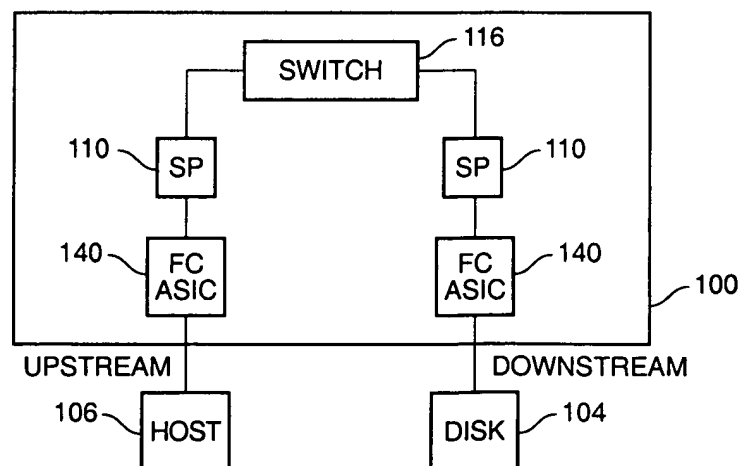 116
SWITCH
110
SP
SP
110
140
FC
ASIC
FC
ASIC
140
100
UPSTREAM
DOWNSTREAM
106
HOST
DISK
104